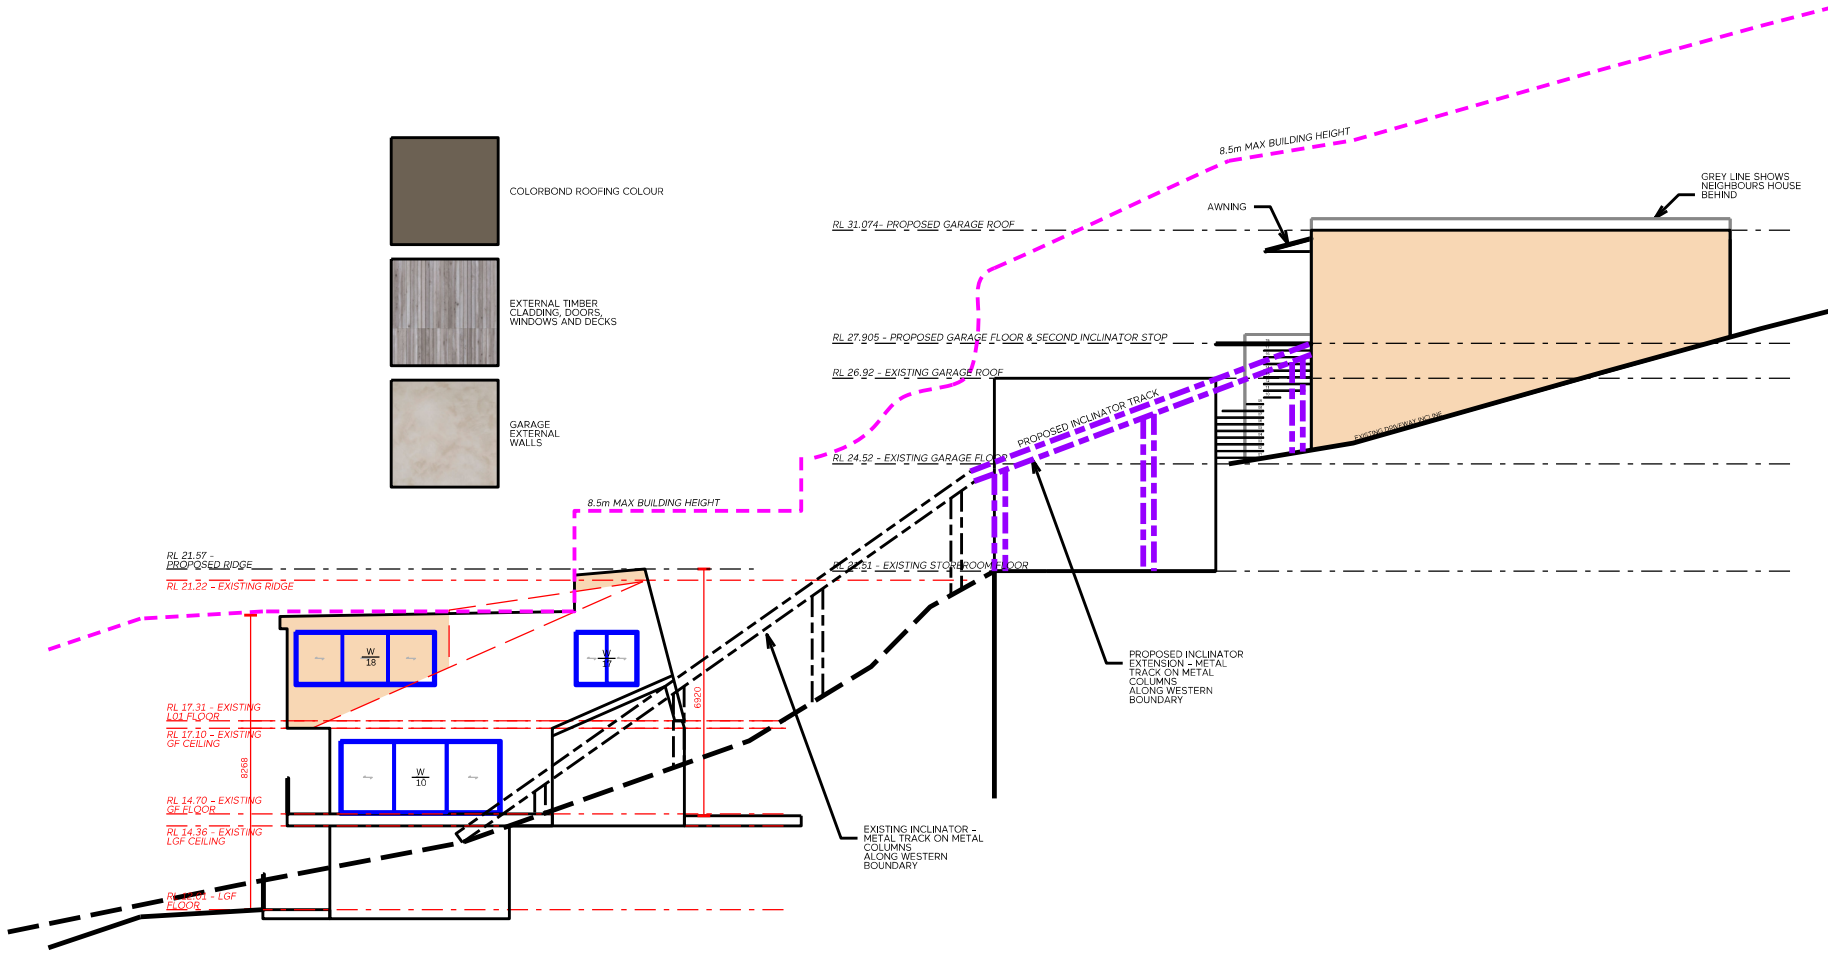 8.5m MAX BUILDING HEIGHT
GREY LINE SHOWS
NEIGHBOURS HOUSE
BEHIND
AWNING
COLORBOND ROOFING COLOUR
RL 31.074- PROPOSED GARAGE ROOF
EXTERNAL TIMBER
CLADDING, DOORS,
WINDOWS AND DECKS
RL 27.905 - PROPOSED GARAGE FLOOR & SECOND INCLINATOR STOP
RL 26.92 - EXISTING GARAGE ROOF
PROPOSED INCLINATOR TRACK
GARAGE
EXTERNAL
WALLS
EXISTING DRIVEWAY INCLINE
RL 24.52 - EXISTING GARAGE FLOOR
8.5m MAX BUILDING HEIGHT
RL 21.57 -
PROPOSED RIDGE
RL 21.22 - EXISTING RIDGE
EXISTING STOREROOM FLOOR
W
18
W
17
PROPOSED INCLINATOR
EXTENSION - METAL
TRACK ON METAL
COLUMNS
ALONG WESTERN
BOUNDARY
6920
RL 17.31 - EXISTING
L01 FLOOR
RL 17.10 - EXISTING
GF CEILING
8268
W
10
RL 14.70 - EXISTING
GF FLOOR
RL 14.36 - EXISTING
LGF CEILING
EXISTING INCLINATOR -
METAL TRACK ON METAL
COLUMNS
ALONG WESTERN
BOUNDARY
- LGF
FLOOR